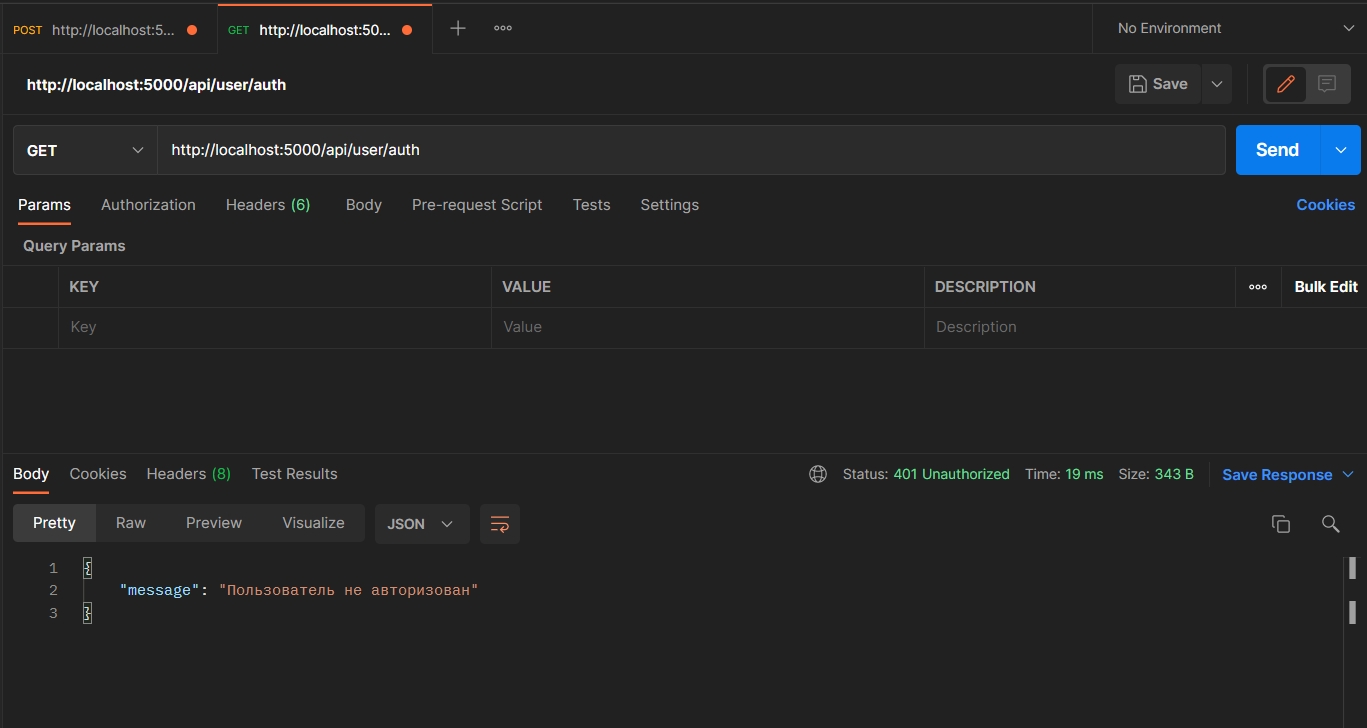 POST http://localhost:5... GET http://localhost:50... No Environment
http://localhost:5000/api/user/auth Save
GET http://localhost:5000/api/user/auth Send
Params Authorization Headers (6) Body Pre-request Script Tests Settings Cookies
Query Params
KEY VALUE DESCRIPTION Bulk Edit
Key Value Description
Body Cookies Headers (8) Test Results Status: 401 Unauthorized Time: 19 ms Size: 343 B Save Response
Pretty Raw Preview Visualize JSON
1 {
2 "message": "Пользователь не авторизован"
3 }